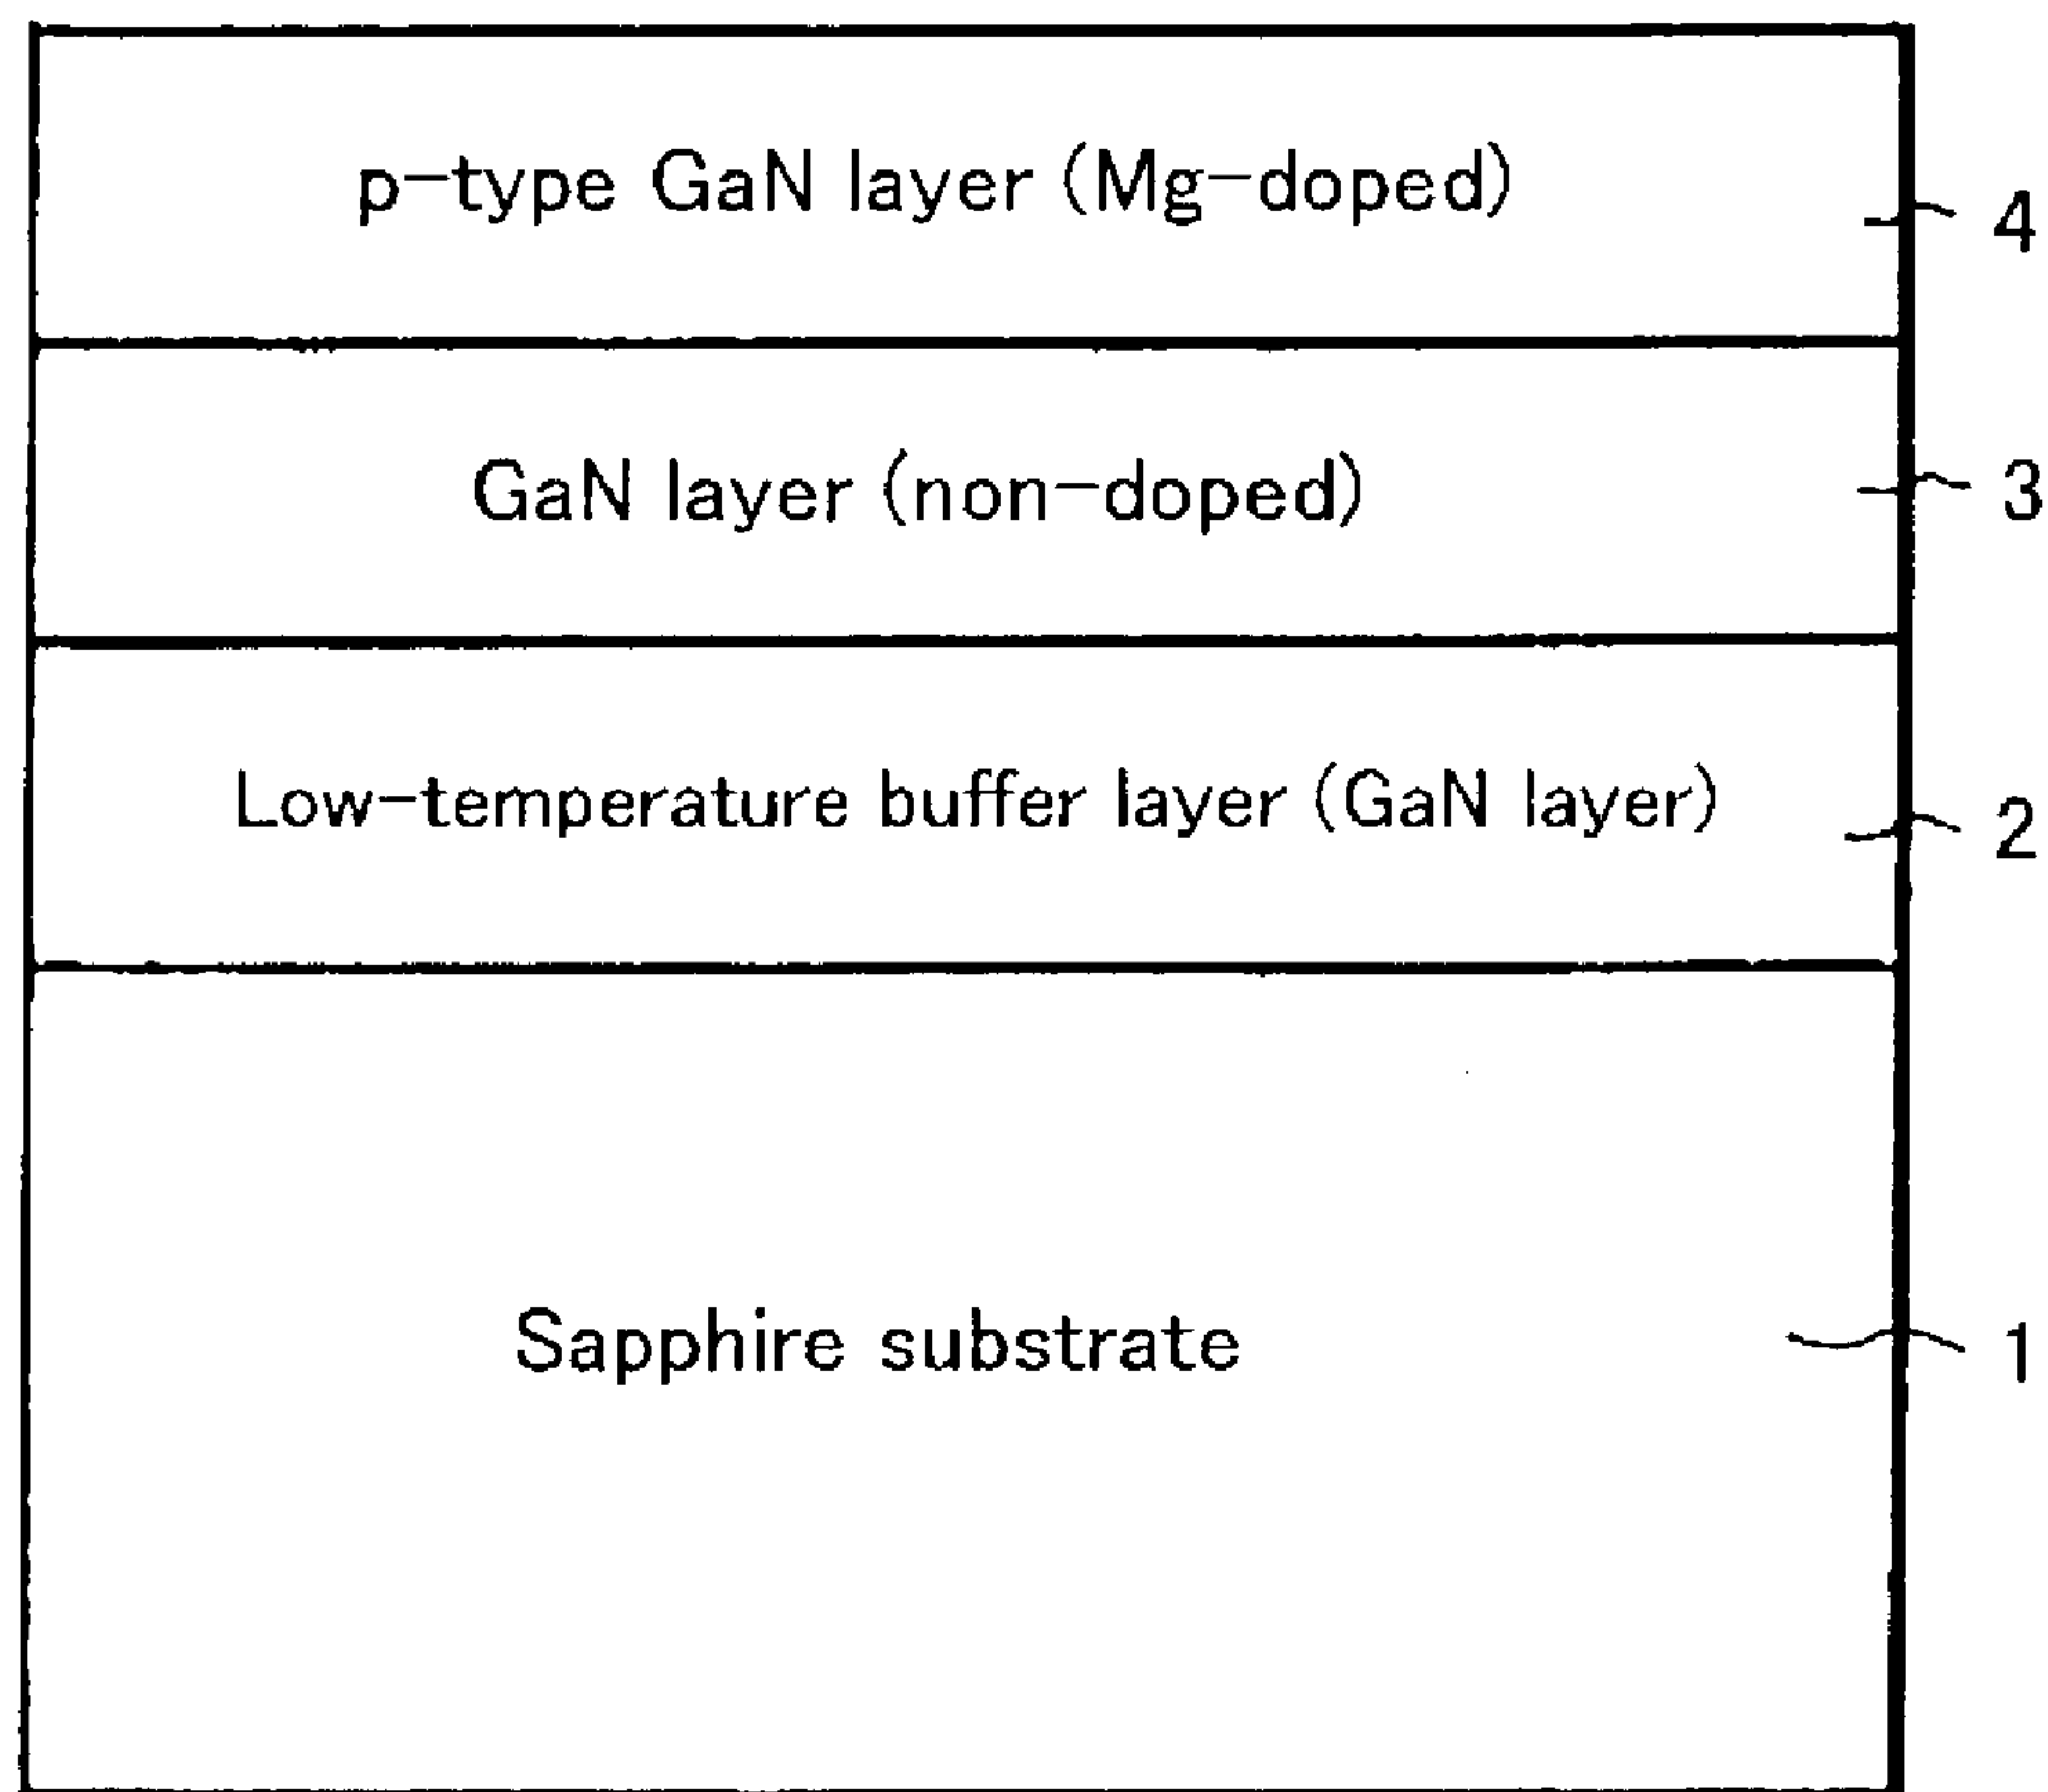 p-type GaN layer (Mg-doped)
4
GaN layer (non-doped)
3
Low-temperature buffer layer (GaN layer)
2
Sapphire substrate
1